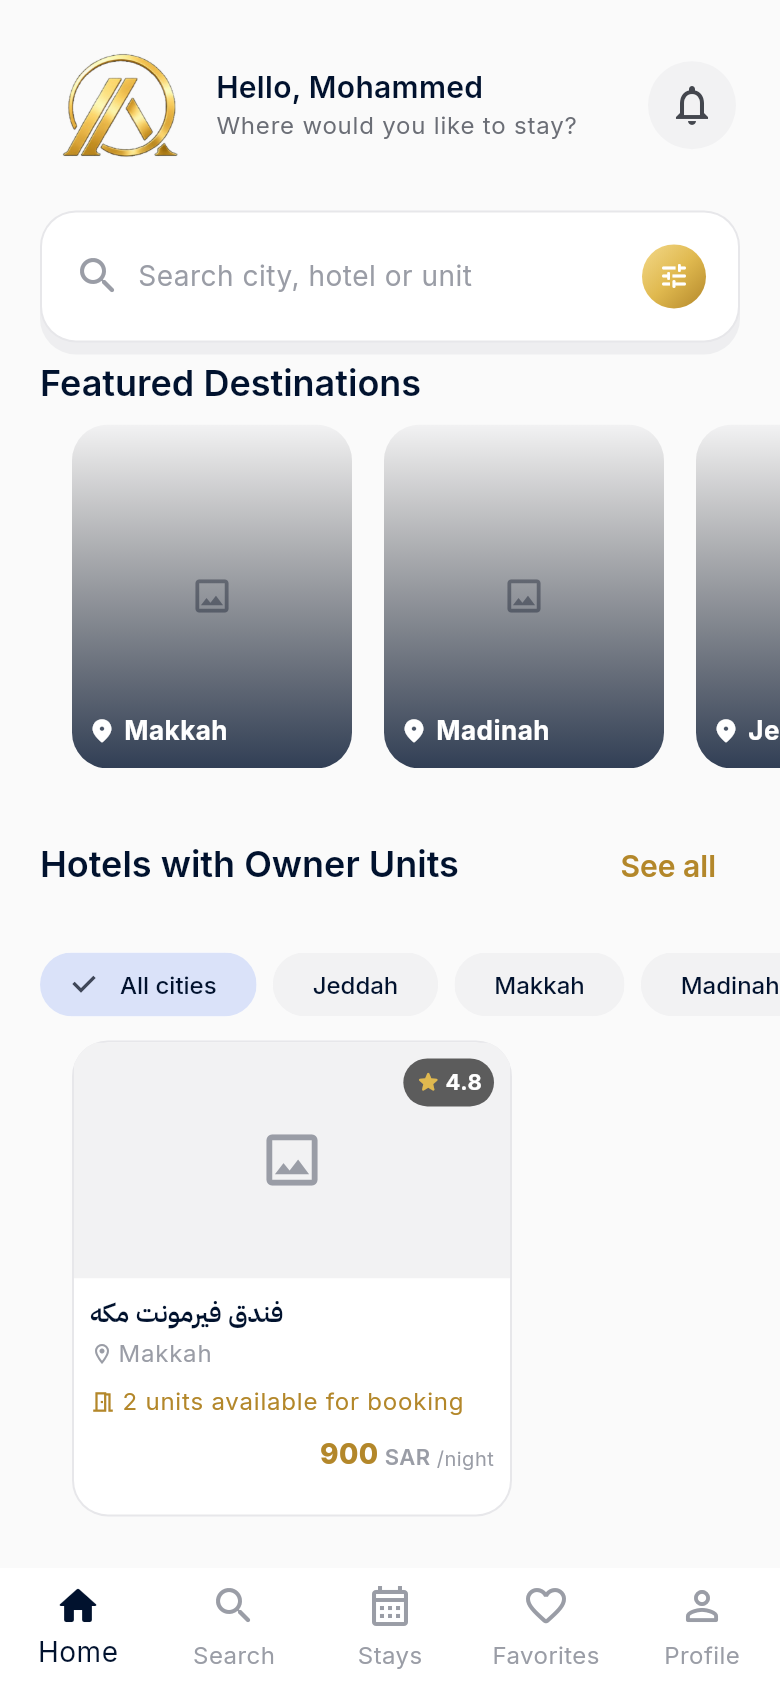 Hello, Mohammed
Where would you like to stay?
Search city, hotel or unit
Featured Destinations
Makkah
Madinah
Je
Hotels with Owner Units
See all
All cities
Jeddah
Makkah
Madinah
4.8
فندق فيرمونت مكه
Makkah
2 units available for booking
900 SAR /night
Home
Search
Stays
Favorites
Profile